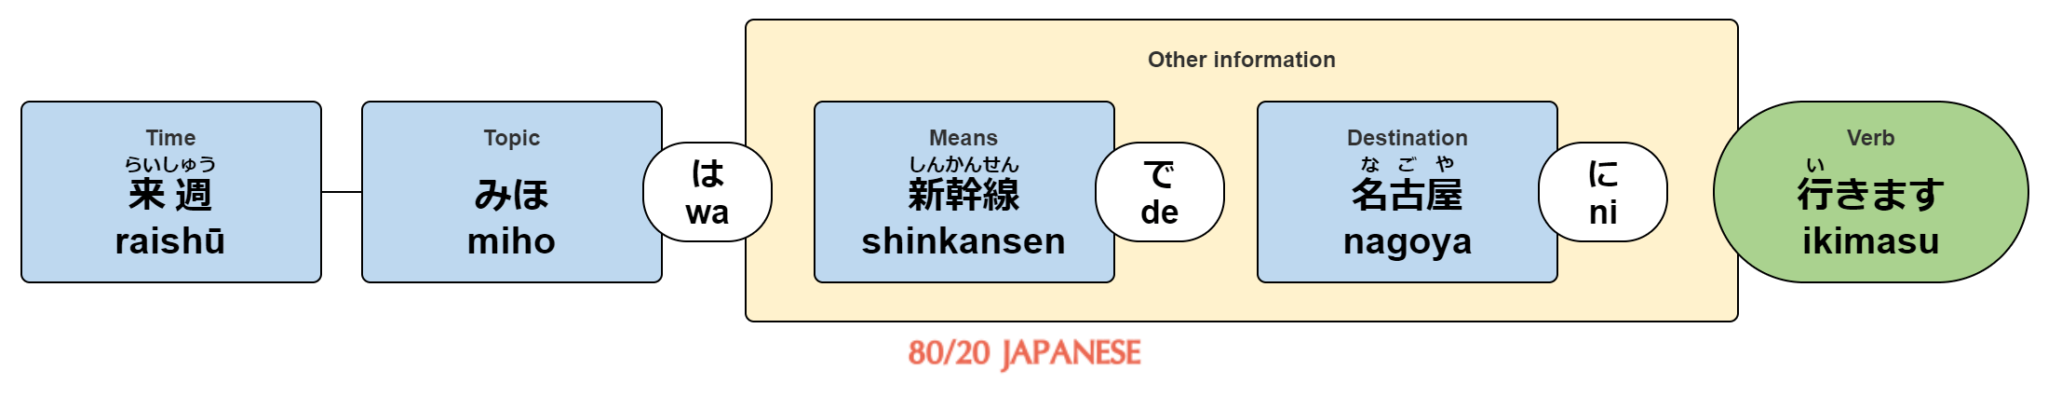 Other information
Time
らいしゅう
来週
raishū
Topic
みほ
miho
は
wa
Means
しんかんせん
新幹線
shinkansen
で
de
Destination
なごや
名古屋
nagoya
に
ni
Verb
い
行きます
ikimasu
80/20 JAPANESE